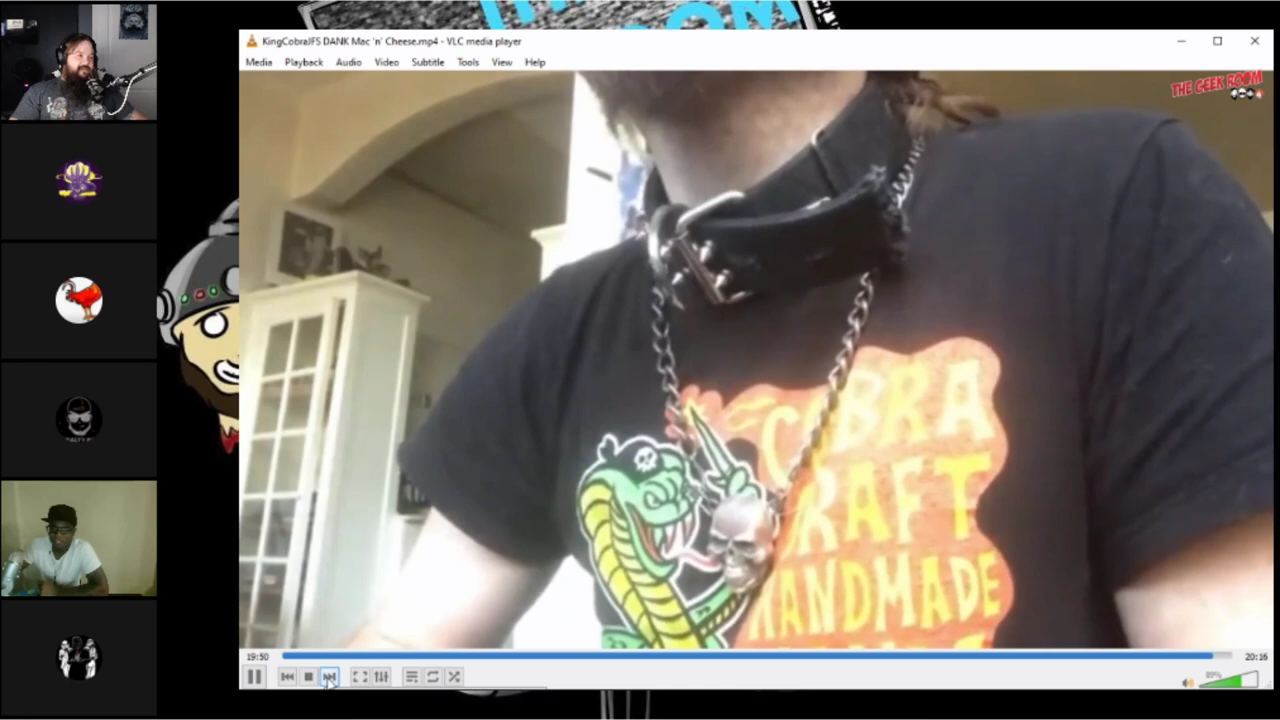 KingCobraJFS DANK Mac 'n' Cheese.mp4 - VLC media player
Media Playback Audio Video Subtitle Tools View Help
THE GEEK ROOM
COBRA
CRAFT
HANDMADE
19:50
20:16
89%